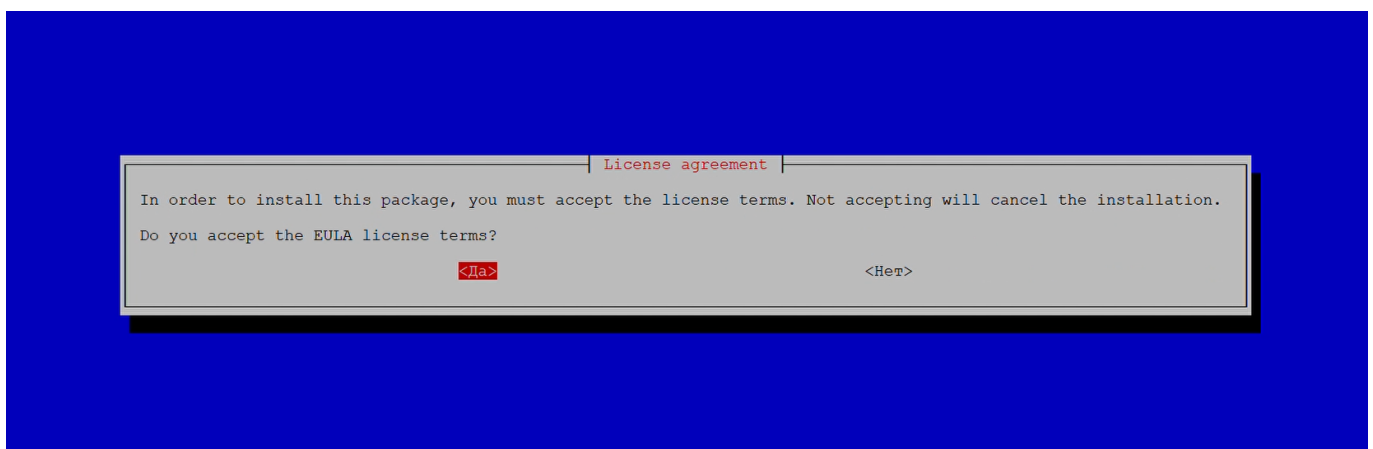 License agreement
In order to install this package, you must accept the license terms. Not accepting will cancel the installation.
Do you accept the EULA license terms?
<Да> <Нет>